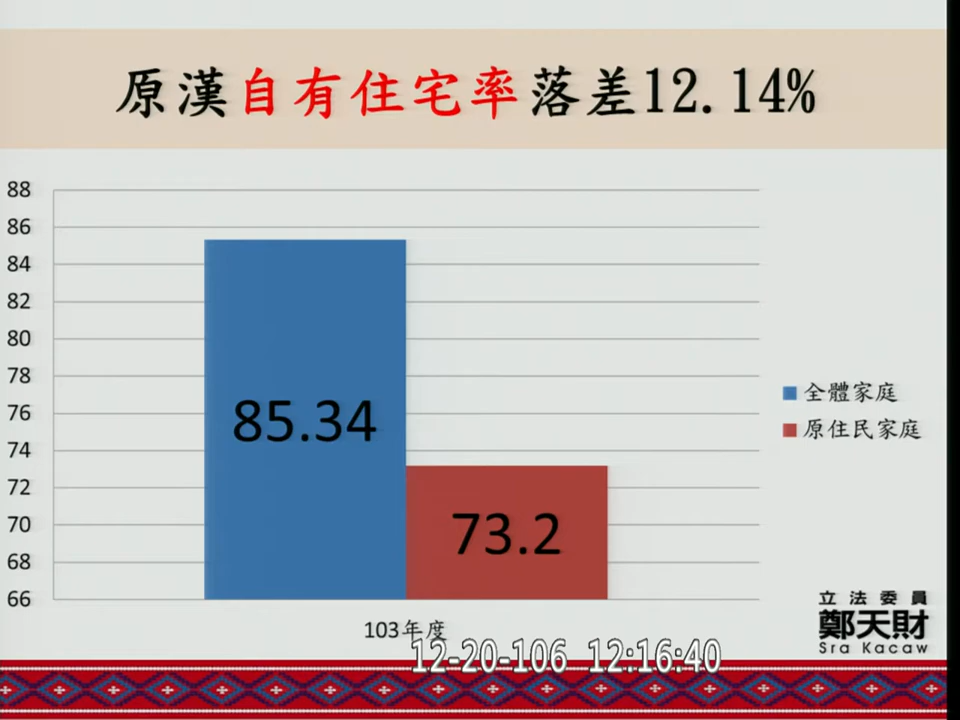 原漢自有住宅率落差12.14%
88
86
84
82
80
78
76
74
72
70
68
66
85.34
73.2
全體家庭
原住民家庭
103年度
立法委員
鄭天財
Sra Kacaw
12-20-106 12:16:40